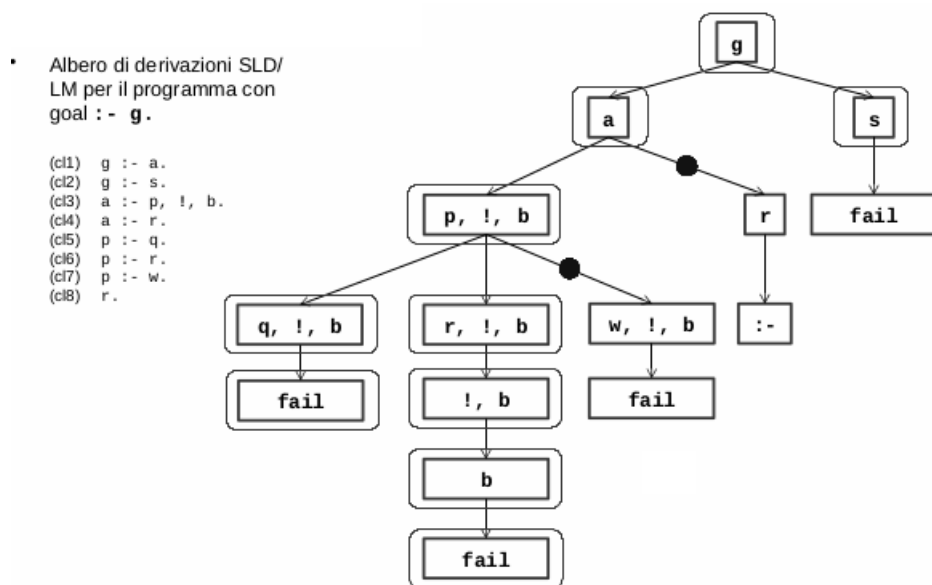 • Albero di derivazioni SLD/
LM per il programma con
goal :- g.
(cl1) g :- a.
(cl2) g :- s.
(cl3) a :- p, !, b.
(cl4) a :- r.
(cl5) p :- q.
(cl6) p :- r.
(cl7) p :- w.
(cl8) r.
g
a
s
p, !, b
r
fail
q, !, b
r, !, b
w, !, b
:-
fail
!, b
fail
b
fail